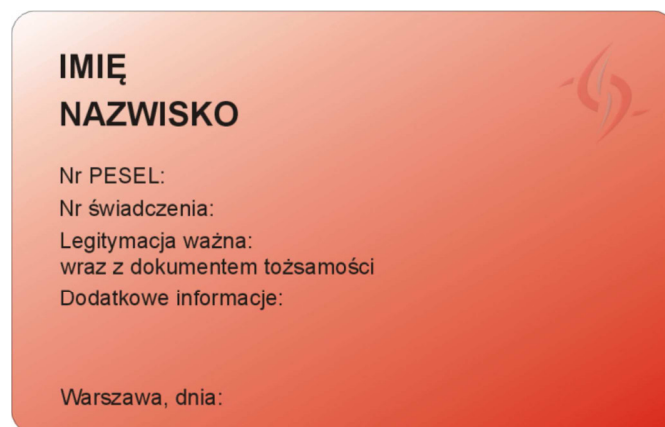 IMIĘ
NAZWISKO
Nr PESEL:
Nr świadczenia:
Legitymacja ważna:
wraz z dokumentem tożsamości
Dodatkowe informacje:
Warszawa, dnia: